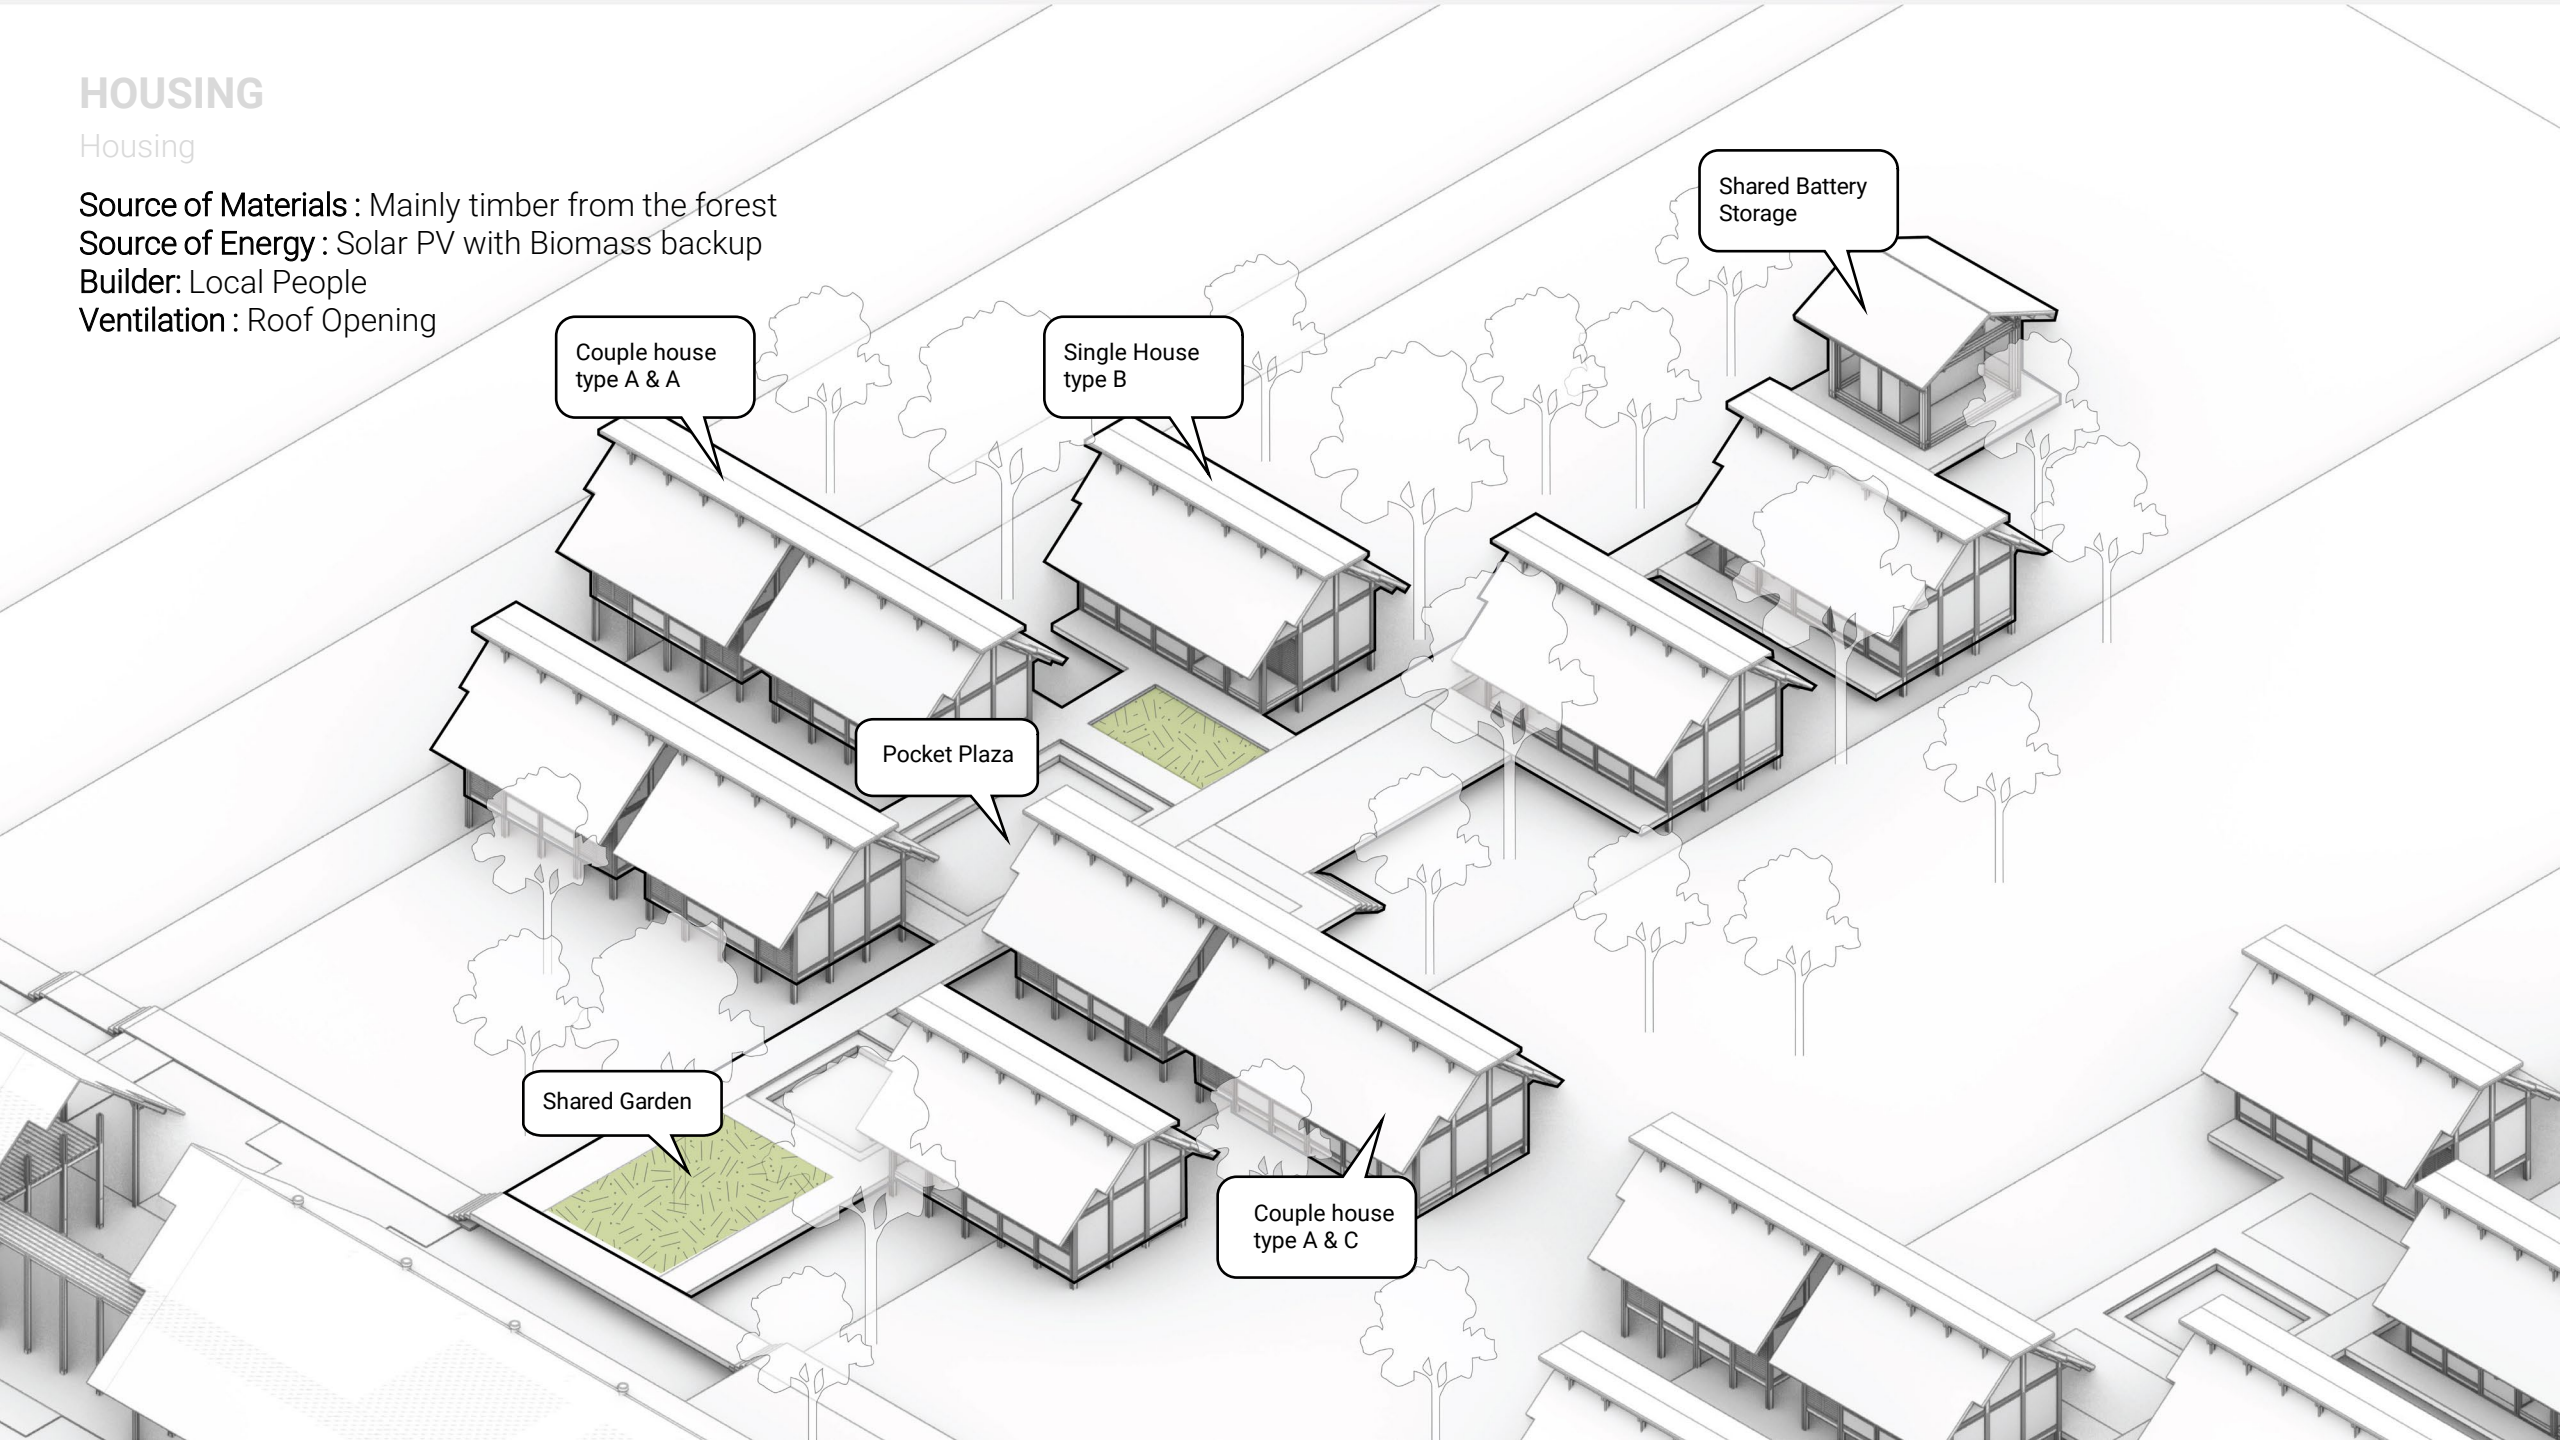 HOUSING
Housing
Source of Materials : Mainly timber from the forest
Source of Energy : Solar PV with Biomass backup
Builder: Local People
Ventilation : Roof Opening
Shared Battery
Storage
Couple house
type A & A
Single House
type B
Pocket Plaza
Shared Garden
Couple house
type A & C